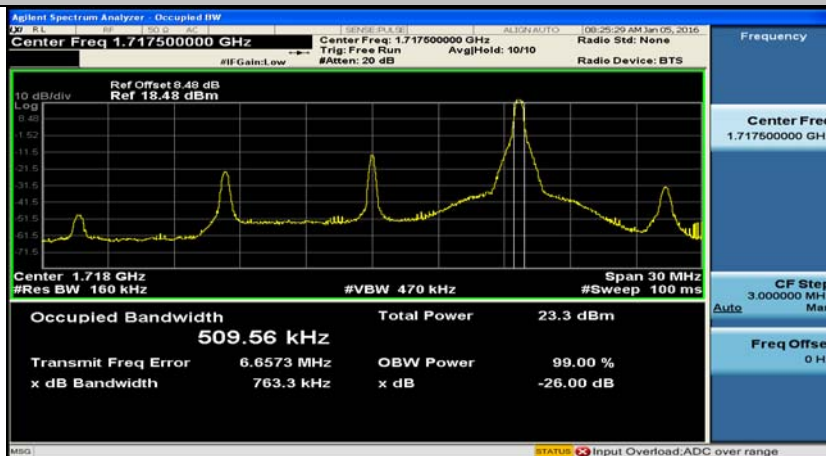 Agilent Spectrum Analyzer - Occupied BW
LXI RL RF 50 Ω AC SENSE:PULSE ALIGN AUTO 08:25:29 AM Jan 05, 2016
Center Freq 1.717500000 GHz
Center Freq: 1.717500000 GHz
Radio Std: None
Trig: Free Run
Avg|Hold: 10/10
#IFGain:Low
#Atten: 20 dB
Radio Device: BTS
Ref Offset 8.48 dB
10 dB/div Ref 18.48 dBm
Log
8.48
-1.52
-11.5
-21.5
-31.5
-41.5
-51.5
-61.5
-71.5
Center 1.718 GHz
Span 30 MHz
#Res BW 160 kHz
#VBW 470 kHz
#Sweep 100 ms
Occupied Bandwidth
Total Power 23.3 dBm
509.56 kHz
Transmit Freq Error 6.6573 MHz
OBW Power 99.00 %
x dB Bandwidth 763.3 kHz
x dB -26.00 dB
MSG
STATUS Input Overload;ADC over range
Frequency
Center Fre
1.717500000 GH
CF Step
3.000000 MH
Auto Ma
Freq Offse
0 H